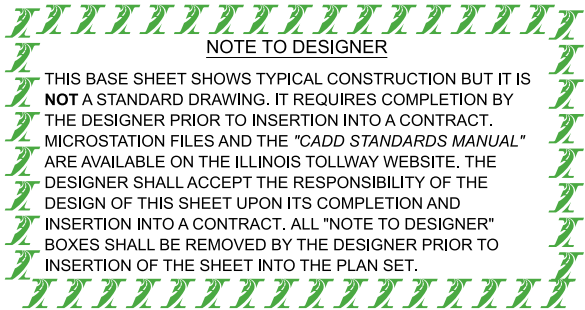 NOTE TO DESIGNER
THIS BASE SHEET SHOWS TYPICAL CONSTRUCTION BUT IT IS
NOT A STANDARD DRAWING. IT REQUIRES COMPLETION BY
THE DESIGNER PRIOR TO INSERTION INTO A CONTRACT.
MICROSTATION FILES AND THE "CADD STANDARDS MANUAL"
ARE AVAILABLE ON THE ILLINOIS TOLLWAY WEBSITE. THE
DESIGNER SHALL ACCEPT THE RESPONSIBILITY OF THE
DESIGN OF THIS SHEET UPON ITS COMPLETION AND
INSERTION INTO A CONTRACT. ALL "NOTE TO DESIGNER"
BOXES SHALL BE REMOVED BY THE DESIGNER PRIOR TO
INSERTION OF THE SHEET INTO THE PLAN SET.